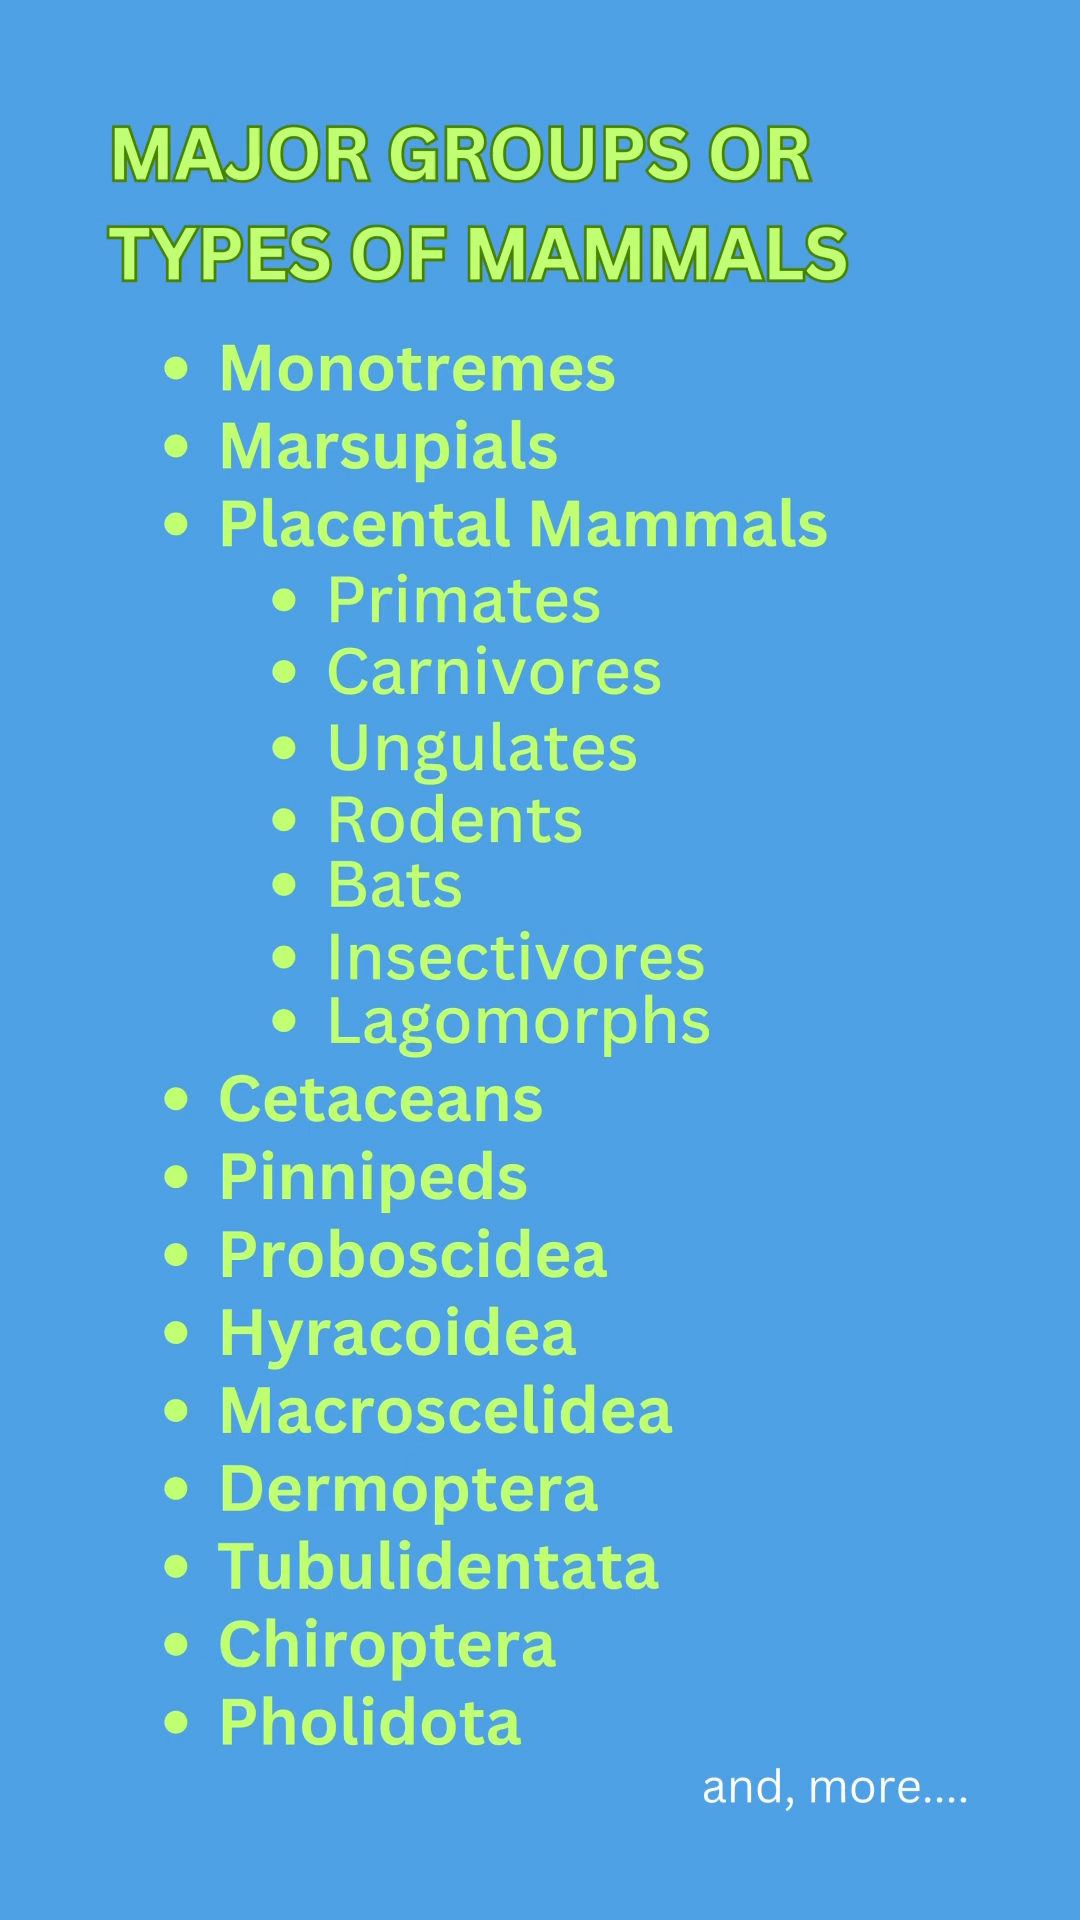 MAJOR GROUPS OR
TYPES OF MAMMALS
Monotremes
Marsupials
Placental Mammals
Primates
Carnivores
Ungulates
Rodents
Bats
Insectivores
Lagomorphs
Cetaceans
Pinnipeds
Proboscidea
Hyracoidea
Macroscelidea
Dermoptera
Tubulidentata
Chiroptera
Pholidota
and, more....